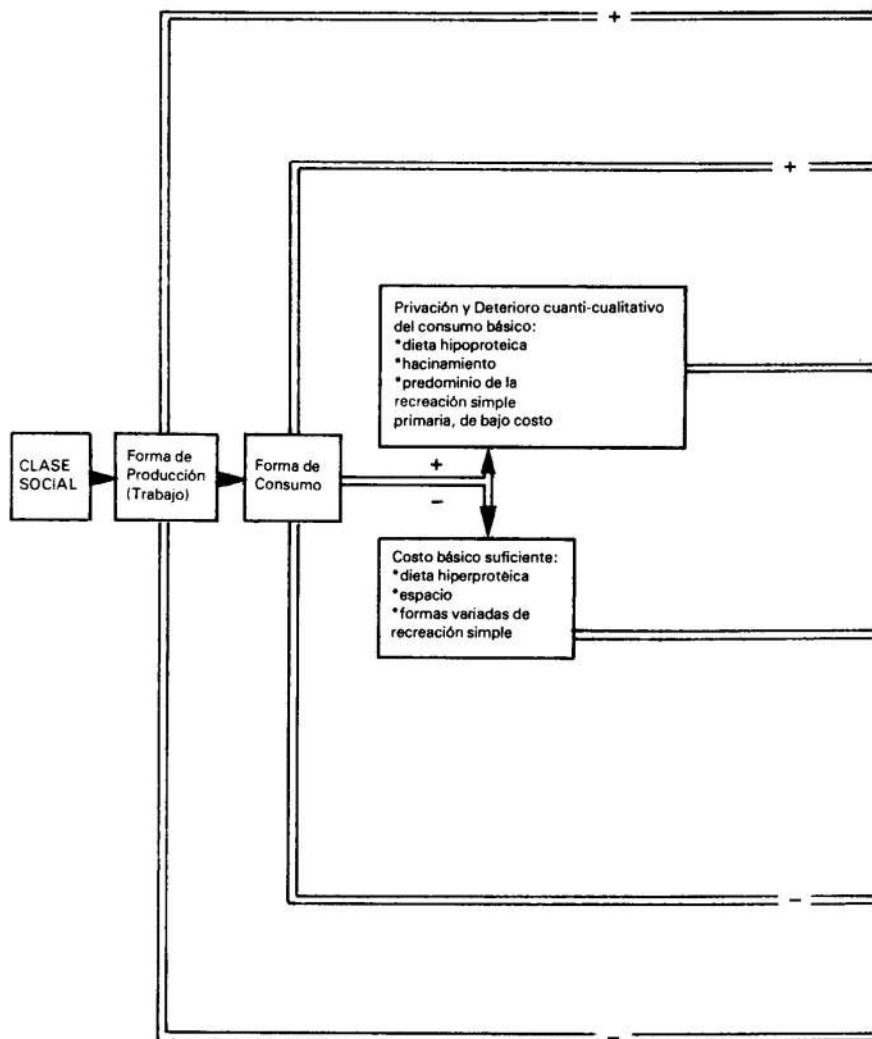 +
+
Privación y Deterioro cuanti-cualitativo
del consumo básico:
*dieta hipoproteica
*hacinamiento
*predominio de la
recreación simple
primaria, de bajo costo
CLASE
SOCIAL
Forma de
Producción
(Trabajo)
Forma de
Consumo
+
−
Costo básico suficiente:
*dieta hiperprotèica
*espacio
*formas variadas de
recreación simple
−
−